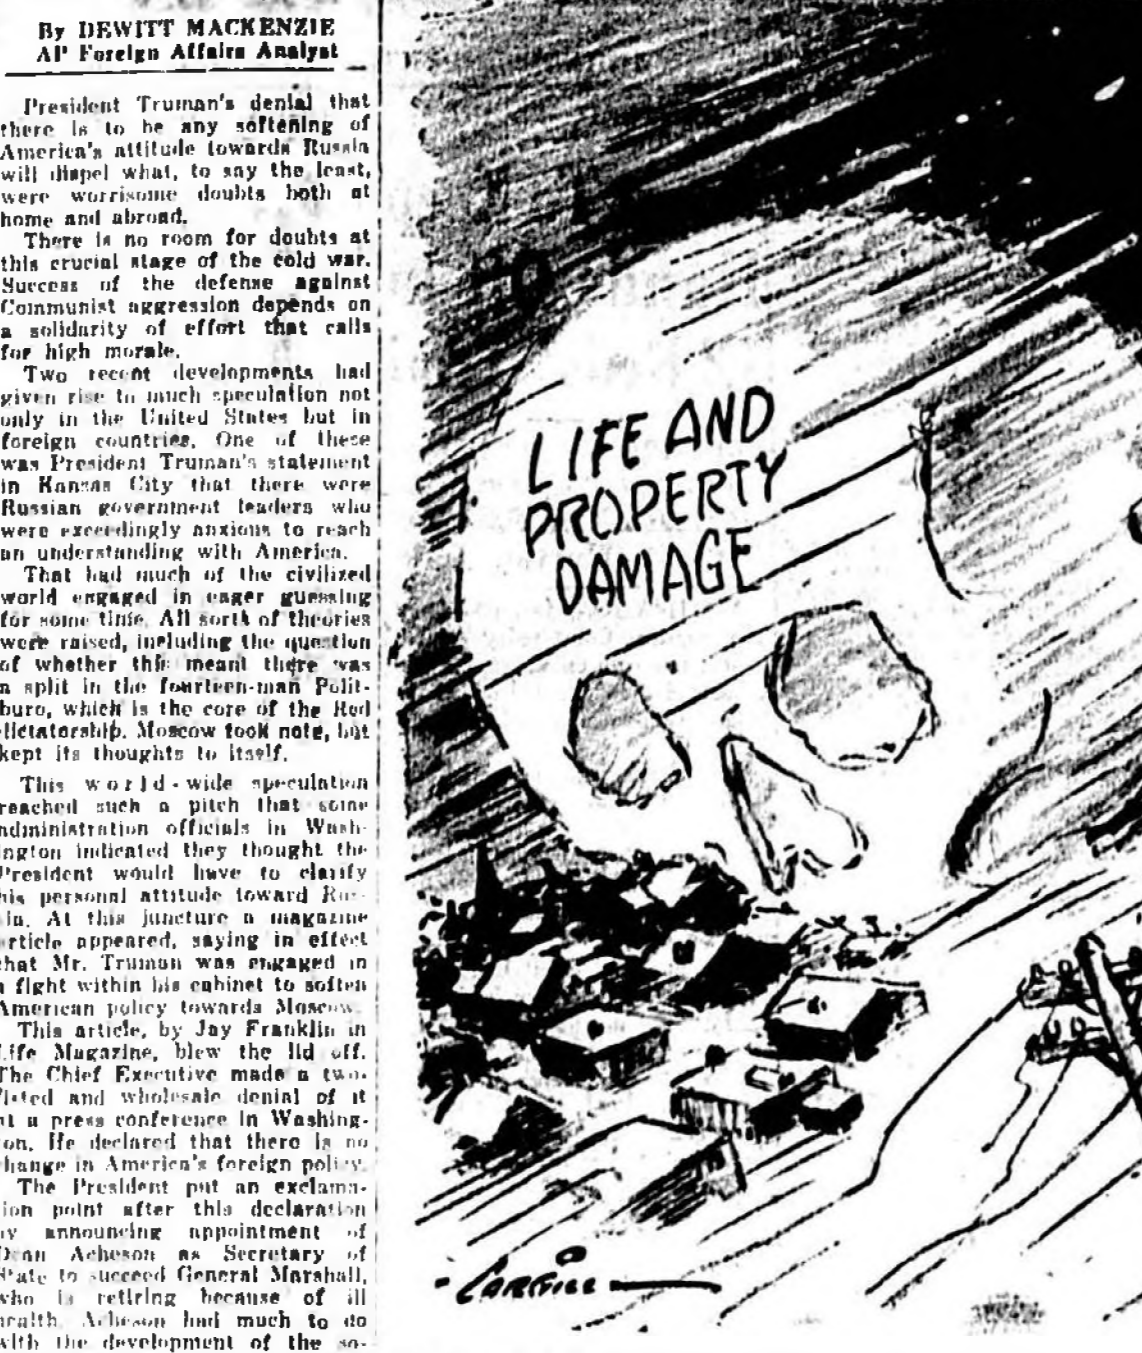 By DEWITT MACKENZIE
AP Foreign Affairs Analyst
President Truman's denial that
there is to be any softening of
America's attitude towards Russia
will dispel what, to say the least,
were worrisome doubts both at
home and abroad.
There is no room for doubts at
this crucial stage of the cold war.
Success of the defense against
Communist aggression depends on
a solidarity of effort that calls
for high morale.
Two recent developments had
given rise to much speculation not
only in the United States but in
foreign countries. One of these
was President Truman's statement
in Kansas City that there were
Russian government leaders who
were exceedingly anxious to reach
an understanding with America.
That had much of the civilized
world engaged in eager guessing
for some time. All sorts of theories
were raised, including the question
of whether this meant there was
a split in the fourteen-man Polit-
buro, which is the core of the Red
dictatorship. Moscow took note, but
kept its thoughts to itself.
This world-wide speculation
reached such a pitch that some
administration officials in Wash-
ington indicated they thought the
President would have to clarify
his personal attitude toward Rus-
sia. At this juncture a magazine
article appeared, saying in effect
that Mr. Truman was engaged in
a fight within his cabinet to soften
American policy towards Moscow.
This article, by Jay Franklin in
Life Magazine, blew the lid off.
The Chief Executive made a two-
fisted and wholesale denial of it
at a press conference in Washing-
ton. He declared that there is no
change in America's foreign policy.
The President put an exclama-
tion point after this declaration
by announcing appointment of
Dean Acheson as Secretary of
State to succeed General Marshall,
who is retiring because of ill
health. Acheson had much to do
with the development of the so-
LIFE AND
PROPERTY
DAMAGE
CARGILL